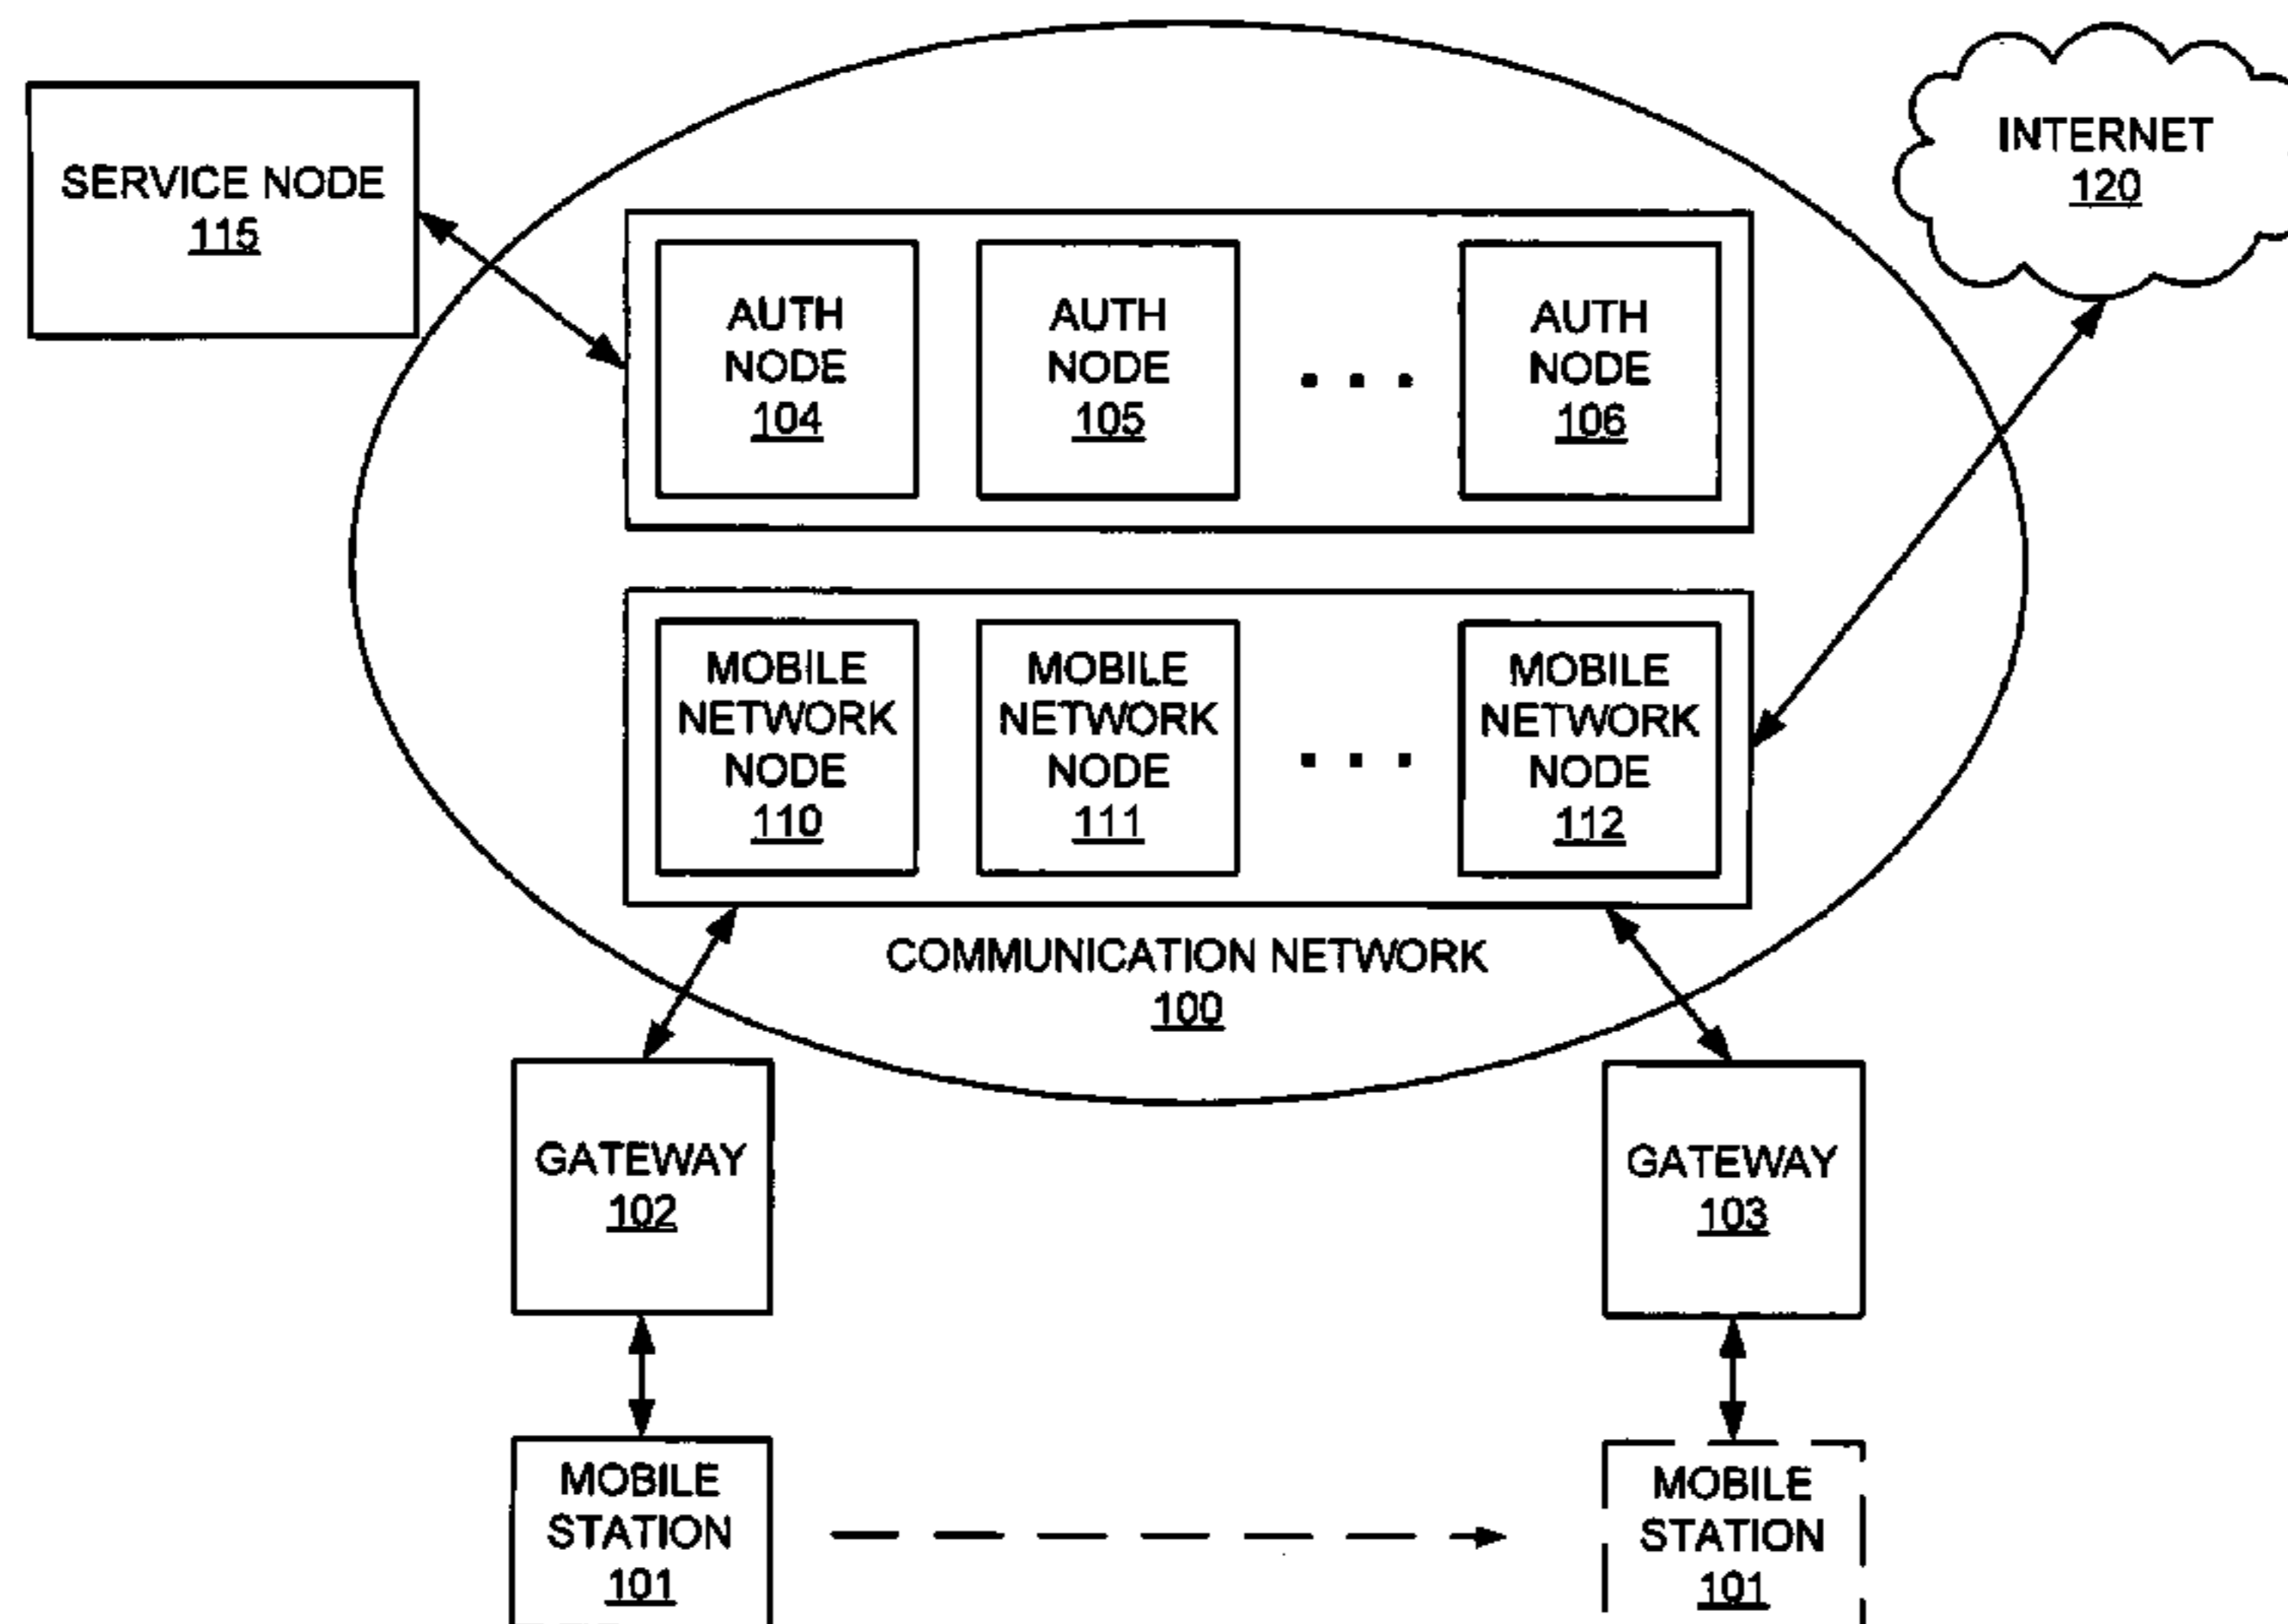 SERVICE NODE
115
INTERNET
120
AUTH
NODE
104
AUTH
NODE
105
. . .
AUTH
NODE
106
MOBILE
NETWORK
NODE
110
MOBILE
NETWORK
NODE
111
. . .
MOBILE
NETWORK
NODE
112
COMMUNICATION NETWORK
100
GATEWAY
102
GATEWAY
103
MOBILE
STATION
101
MOBILE
STATION
101